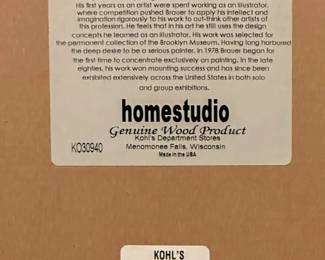 His first years as an artist were spent working as an illustrator,
where competition pushed Brauer to apply his intellect and
imagination rigorously to his work to out-think other artists of
this profession. He feels that in his art he still uses the design
concepts he learned as an illustrator. His work was selected for
the permanent collection of the Brooklyn Museum. Having long harbored
the deep desire to be a serious painter, in 1978 Brauer began for
the first time to concentrate exclusively on painting. In the late
eighties, his work won mounting success and has since been
exhibited extensively across the United States in both solo
and group exhibitions.
homestudio
Genuine Wood Product
Kohl's Department Stores
KO30940
Menomonee Falls, Wisconsin
Made in the USA
KOHL'S